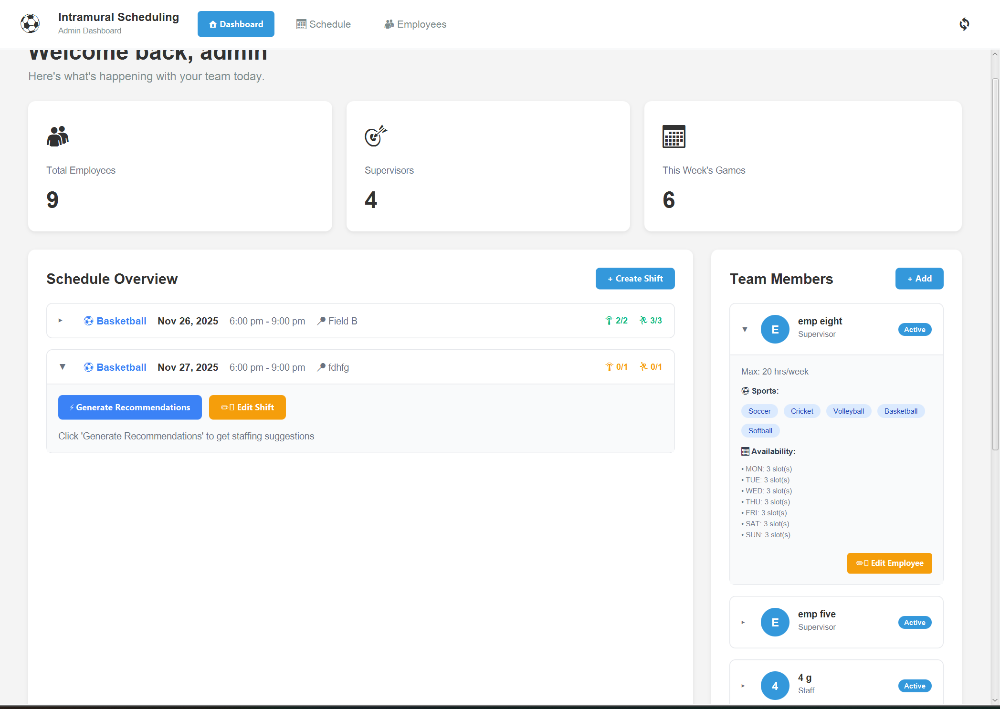 Intramural Scheduling
Admin Dashboard
Dashboard
Schedule
Employees
Welcome back, admin
Here's what's happening with your team today.
Total Employees
9
Supervisors
4
This Week's Games
6
Schedule Overview
+ Create Shift
Basketball Nov 26, 2025 6:00 pm - 9:00 pm Field B 2/2 3/3
Basketball Nov 27, 2025 6:00 pm - 9:00 pm fdhfg 0/1 0/1
Generate Recommendations
Edit Shift
Click 'Generate Recommendations' to get staffing suggestions
Team Members
+ Add
E
emp eight
Supervisor
Active
Max: 20 hrs/week
Sports:
Soccer Cricket Volleyball Basketball
Softball
Availability:
• MON: 3 slot(s)
• TUE: 3 slot(s)
• WED: 3 slot(s)
• THU: 3 slot(s)
• FRI: 3 slot(s)
• SAT: 3 slot(s)
• SUN: 3 slot(s)
Edit Employee
E
emp five
Supervisor
Active
4
4 g
Staff
Active